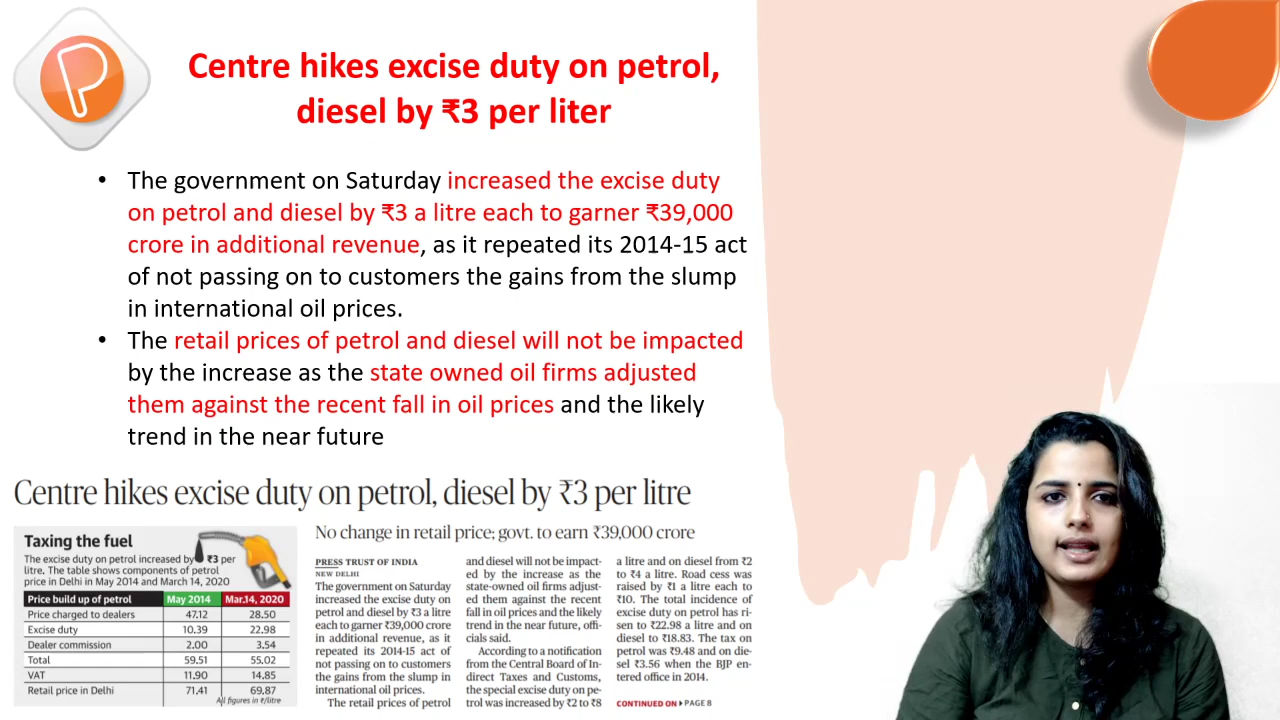 Centre hikes excise duty on petrol,
diesel by ₹3 per liter
• The government on Saturday increased the excise duty
on petrol and diesel by ₹3 a litre each to garner ₹39,000
crore in additional revenue, as it repeated its 2014-15 act
of not passing on to customers the gains from the slump
in international oil prices.
• The retail prices of petrol and diesel will not be impacted
by the increase as the state owned oil firms adjusted
them against the recent fall in oil prices and the likely
trend in the near future
Centre hikes excise duty on petrol, diesel by ₹3 per litre
Taxing the fuel
The excise duty on petrol increased by ₹3 per
litre. The table shows components of petrol
price in Delhi in May 2014 and March 14, 2020
Price build up of petrol May 2014 Mar.14, 2020
Price charged to dealers 47.12 28.50
Excise duty 10.39 22.98
Dealer commission 2.00 3.54
Total 59.51 55.02
VAT 11.90 14.85
Retail price in Delhi 71.41 69.87
All figures in ₹/litre
No change in retail price; govt. to earn ₹39,000 crore
PRESS TRUST OF INDIA
NEW DELHI
The government on Saturday
increased the excise duty on
petrol and diesel by ₹3 a litre
each to garner ₹39,000 crore
in additional revenue, as it
repeated its 2014-15 act of
not passing on to customers
the gains from the slump in
international oil prices.
The retail prices of petrol
and diesel will not be impact-
ed by the increase as the
state-owned oil firms adjust-
ed them against the recent
fall in oil prices and the likely
trend in the near future, offi-
cials said.
According to a notification
from the Central Board of In-
direct Taxes and Customs,
the special excise duty on pe-
trol was increased by ₹2 to ₹8
a litre and on diesel from ₹2
to ₹4 a litre. Road cess was
raised by ₹1 a litre each to
₹10. The total incidence of
excise duty on petrol has ri-
sen to ₹22.98 a litre and on
diesel to ₹18.83. The tax on
petrol was ₹9.48 and on die-
sel ₹3.56 when the BJP en-
tered office in 2014.
CONTINUED ON ▸ PAGE 8